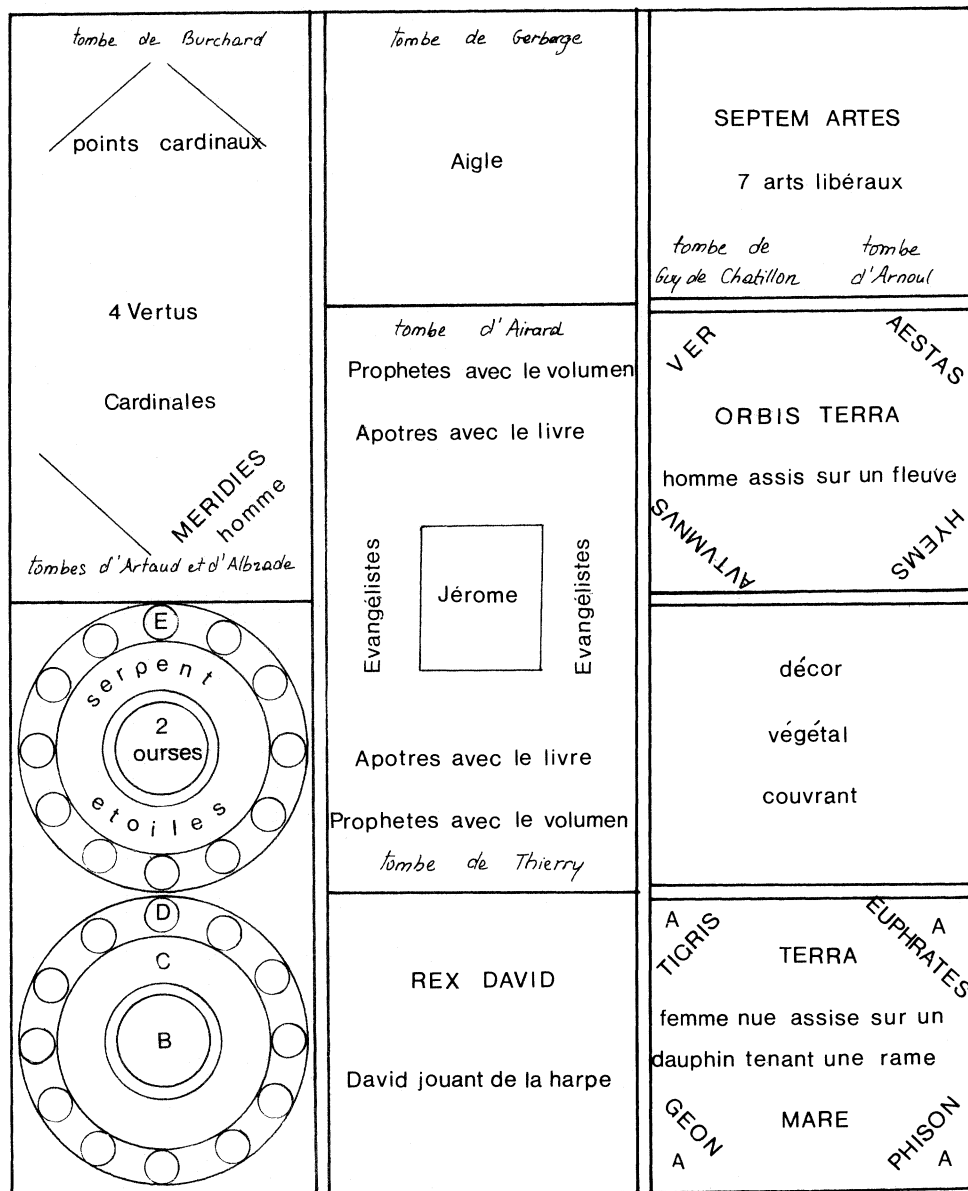 tombe de Burchard
points cardinaux
4 Vertus
Cardinales
MERIDIES
homme
tombes d'Artaud et d'Albrade
E
serpent
2
ourses
etoiles
D
C
B
tombe de Gerberge
Aigle
tombe d'Airard
Prophetes avec le volumen
Apotres avec le livre
Evangélistes
Jérome
Evangélistes
Apotres avec le livre
Prophetes avec le volumen
tombe de Thierry
REX DAVID
David jouant de la harpe
SEPTEM ARTES
7 arts libéraux
tombe de
Guy de Chatillon
tombe
d'Arnoul
VER
AESTAS
ORBIS TERRA
homme assis sur un fleuve
AVTVMNVS
HYEMS
décor
végétal
couvrant
A
TIGRIS
A
EUPHRATES
TERRA
femme nue assise sur un
dauphin tenant une rame
MARE
GEON
A
PHISON
A